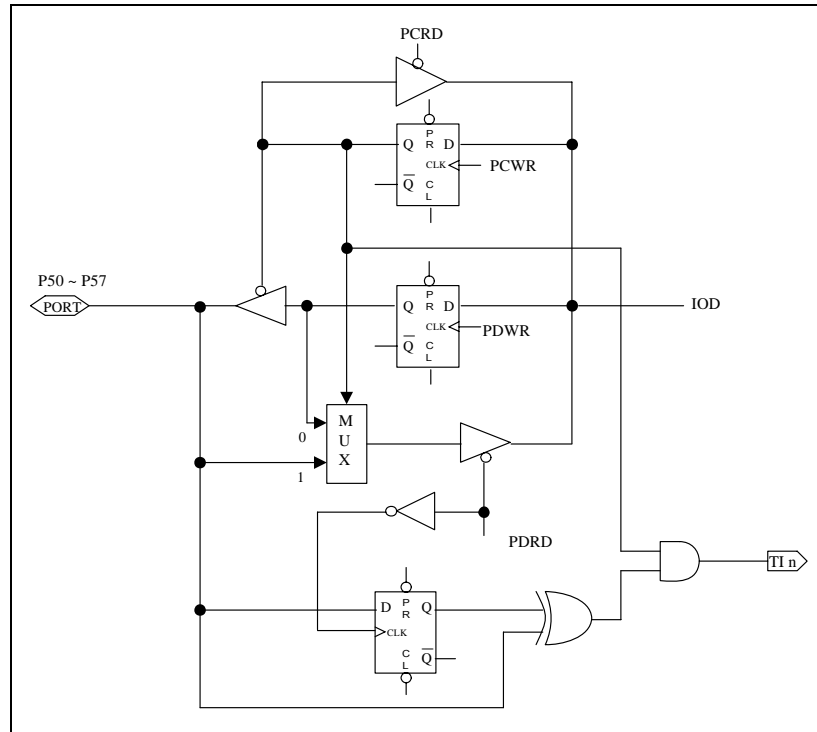 PCRD
P R
Q D
CLK
PCWR
Q C L
P50 ~ P57
PORT
P R
Q D
IOD
CLK
PDWR
Q C L
M U X
0
1
PDRD
TI n
P R
D Q
CLK
C L Q